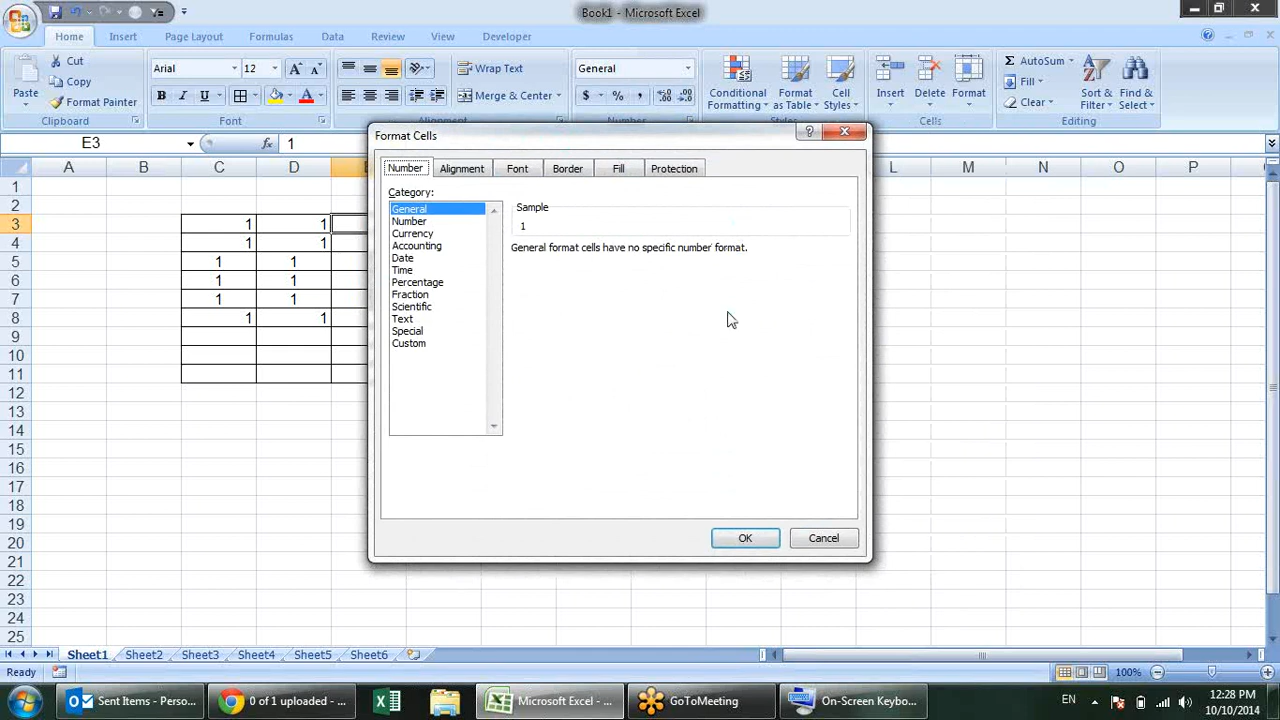 Book1 - Microsoft Excel
Home Insert Page Layout Formulas Data Review View Developer
Paste Cut Copy Format Painter Clipboard
Arial 12 B I U A A A Font
Wrap Text Merge & Center Alignment
General $ % , Number
Conditional Formatting Format as Table Cell Styles Styles
Insert Delete Format Cells
AutoSum Fill Clear Sort & Filter Find & Select Editing
E3 fx 1
A B C D L M N O P
1
2
3 1 1
4 1 1
5 1 1
6 1 1
7 1 1
8 1 1
9
10
11
12
13
14
15
16
17
18
19
20
21
22
23
24
25
Format Cells
Number Alignment Font Border Fill Protection
Category:
General
Number
Currency
Accounting
Date
Time
Percentage
Fraction
Scientific
Text
Special
Custom
Sample
1
General format cells have no specific number format.
OK Cancel
Sheet1 Sheet2 Sheet3 Sheet4 Sheet5 Sheet6
Ready 100%
Sent Items - Perso... 0 of 1 uploaded - ... Microsoft Excel - ... GoToMeeting On-Screen Keybo... EN 12:28 PM
10/10/2014